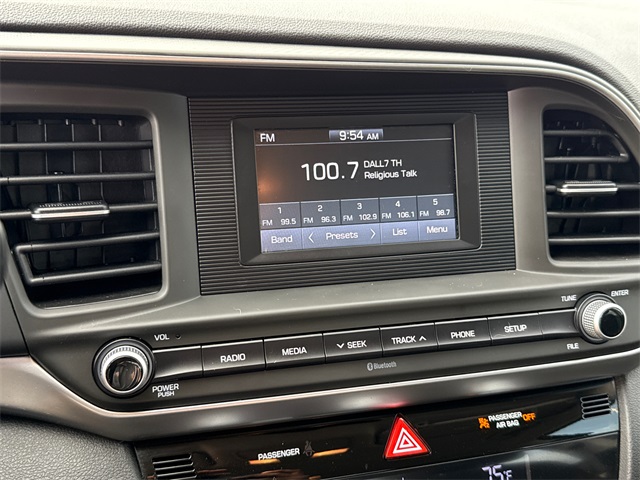 FM 9:54 AM
100.7 DALL7 TH
Religious Talk
1 2 3 4 5
FM 99.5 FM 96.3 FM 102.9 FM 106.1 FM 98.7
Band < Presets > List Menu
VOL TUNE ENTER
RADIO MEDIA SEEK TRACK PHONE SETUP
POWER
PUSH
Bluetooth
FILE
PASSENGER
PASSENGER
AIR BAG OFF
75°F